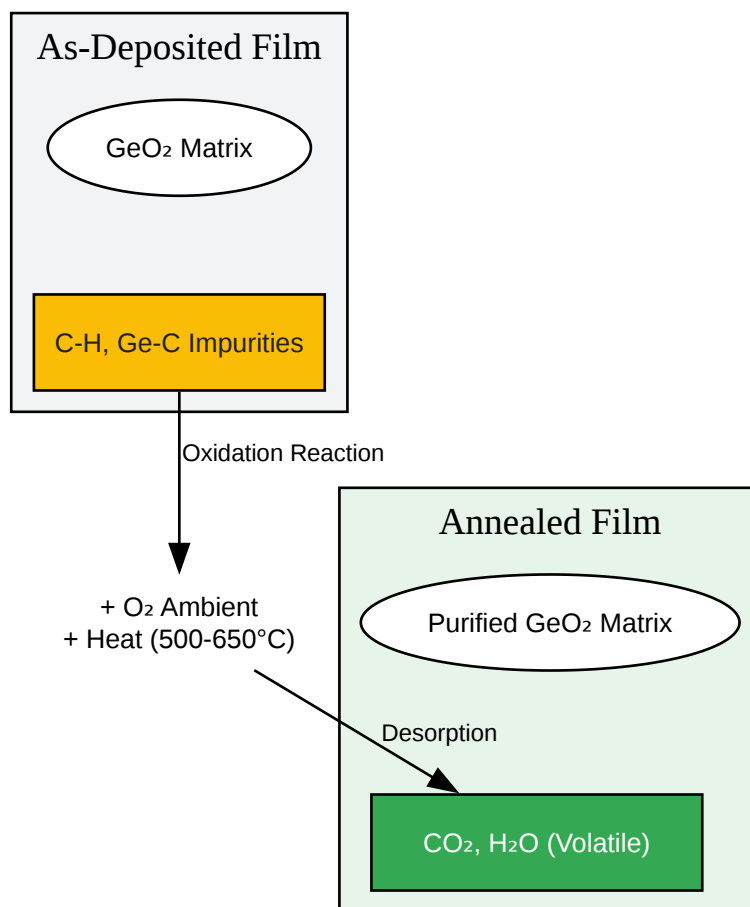 As-Deposited Film
GeO₂ Matrix
C-H, Ge-C Impurities
Oxidation Reaction
+ O₂ Ambient
+ Heat (500-650°C)
Annealed Film
Purified GeO₂ Matrix
Desorption
CO₂, H₂O (Volatile)